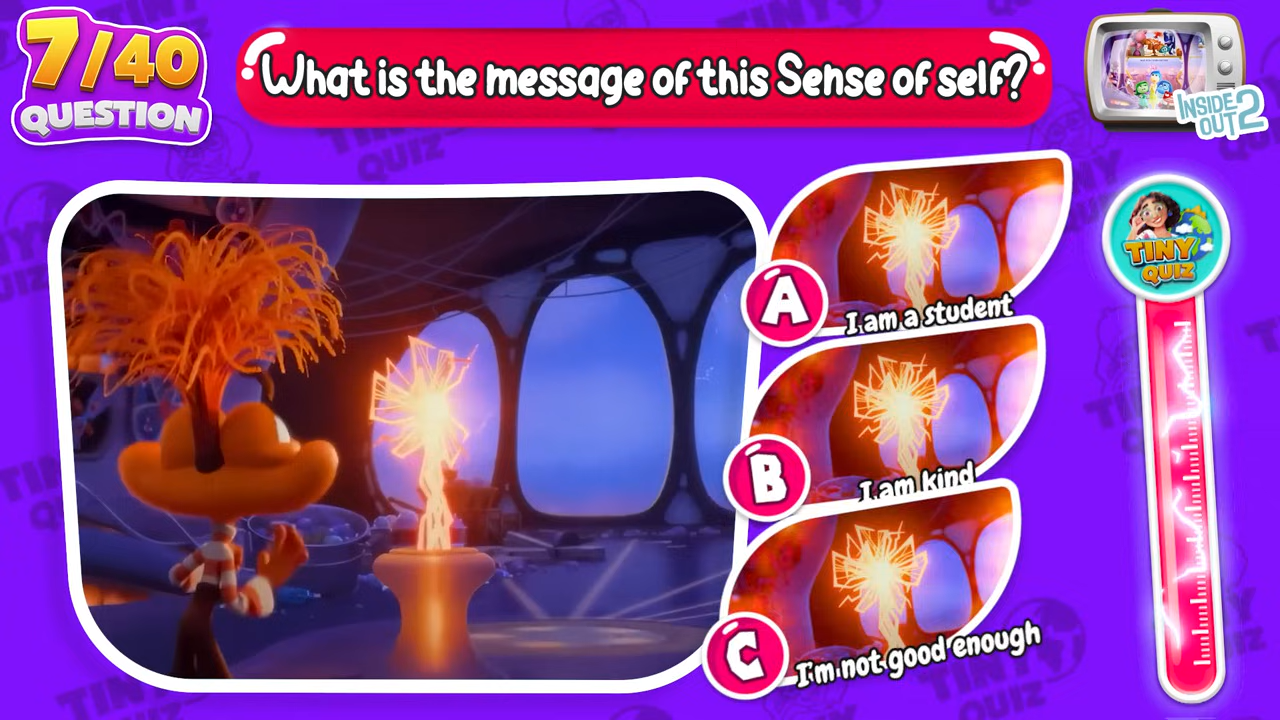 7/40
QUESTION
What is the message of this Sense of self?
INSIDE
OUT 2
A
I am a student
B
I am kind
C
I'm not good enough
TINY
QUIZ